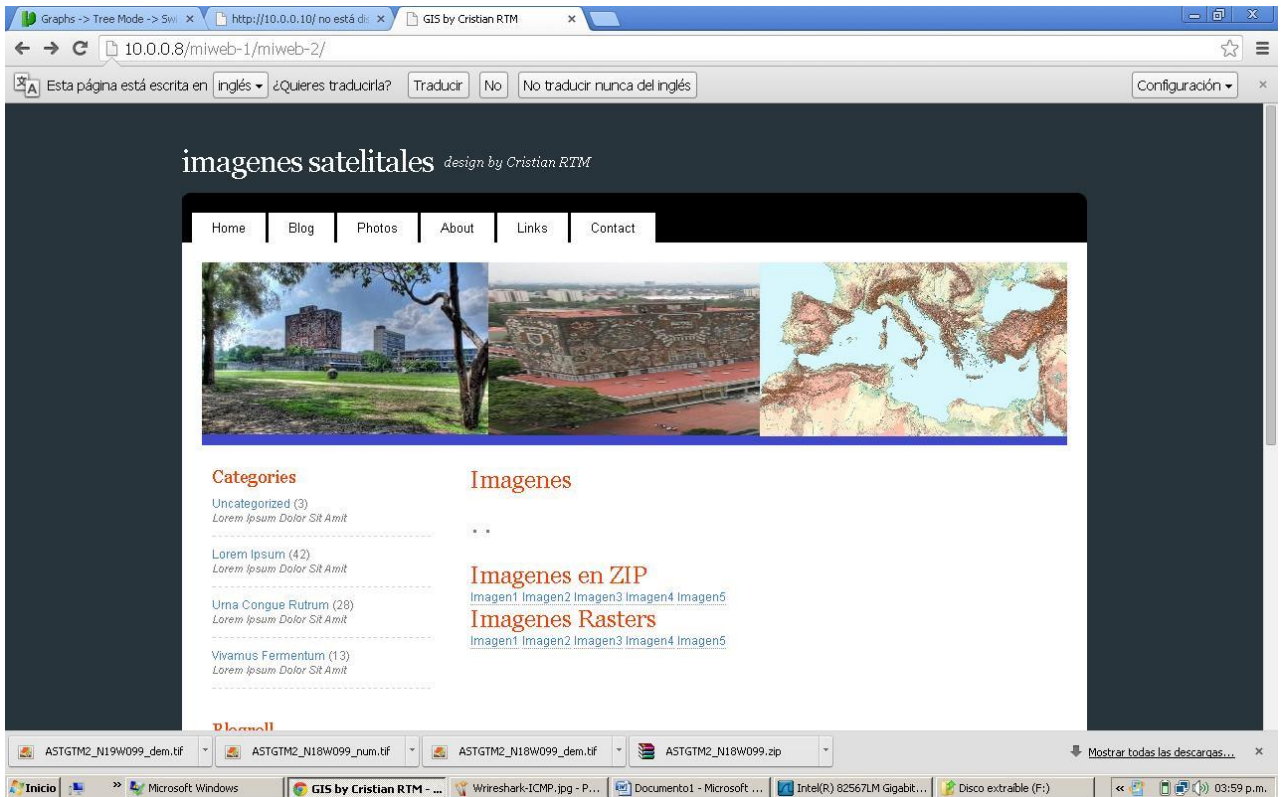 Graphs -> Tree Mode -> Swi
http://10.0.0.10/ no está dis
GIS by Cristian RTM
10.0.0.8/miweb-1/miweb-2/
Esta página está escrita en inglés ¿Quieres traducirla? Traducir No No traducir nunca del inglés Configuración
imagenes satelitales design by Cristian RTM
Home Blog Photos About Links Contact
Categories
Uncategorized (3)
Lorem Ipsum Dolor Sit Amit
Lorem Ipsum (42)
Lorem Ipsum Dolor Sit Amit
Urna Congue Rutrum (28)
Lorem Ipsum Dolor Sit Amit
Vivamus Fermentum (13)
Lorem Ipsum Dolor Sit Amit
Blogroll
Imagenes
Imagenes en ZIP
Imagen1 Imagen2 Imagen3 Imagen4 Imagen5
Imagenes Rasters
Imagen1 Imagen2 Imagen3 Imagen4 Imagen5
ASTGTM2_N19W099_dem.tif ASTGTM2_N18W099_num.tif ASTGTM2_N18W099_dem.tif ASTGTM2_N18W099.zip Mostrar todas las descargas...
Inicio » Microsoft Windows GIS by Cristian RTM - ... Wrireshark-ICMP.jpg - P... Documento1 - Microsoft ... Intel(R) 82567LM Gigabit... Disco extraíble (F:) « 03:59 p.m.